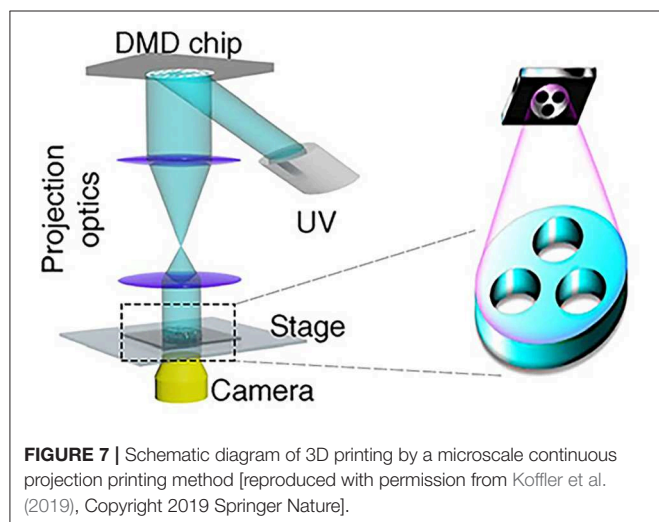 DMD chip
Projection
optics
UV
Stage
Camera
FIGURE 7 | Schematic diagram of 3D printing by a microscale continuous
projection printing method [reproduced with permission from Koffler et al.
(2019), Copyright 2019 Springer Nature].